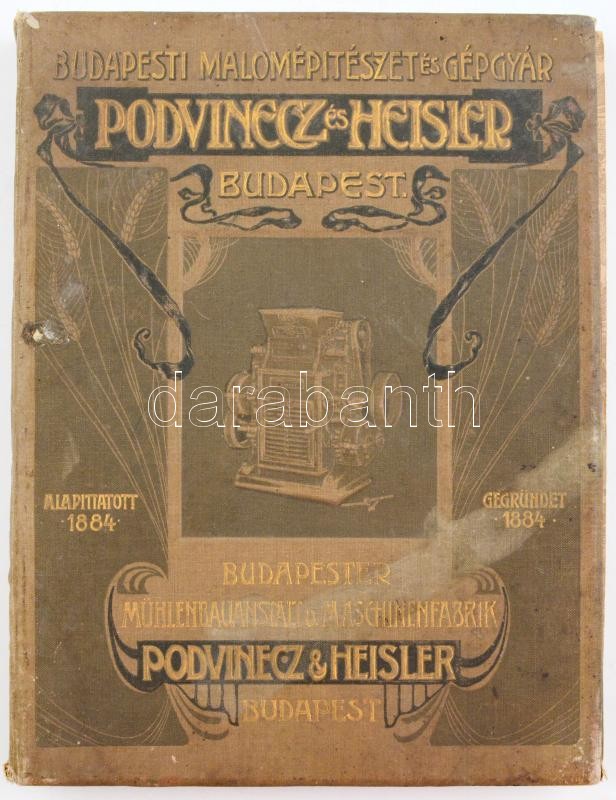 BUDAPESTI MALOMÉPITÉSZET ÉS GÉPGYÁR
PODVINECZ és HEISLER
BUDAPEST.
darabanth
ALAPITTATOTT
·1884·
GEGRÜNDET
·1884·
BUDAPESTER
MÜHLENBAUANSTALT U. MASCHINENFABRIK
PODVINECZ & HEISLER
BUDAPEST